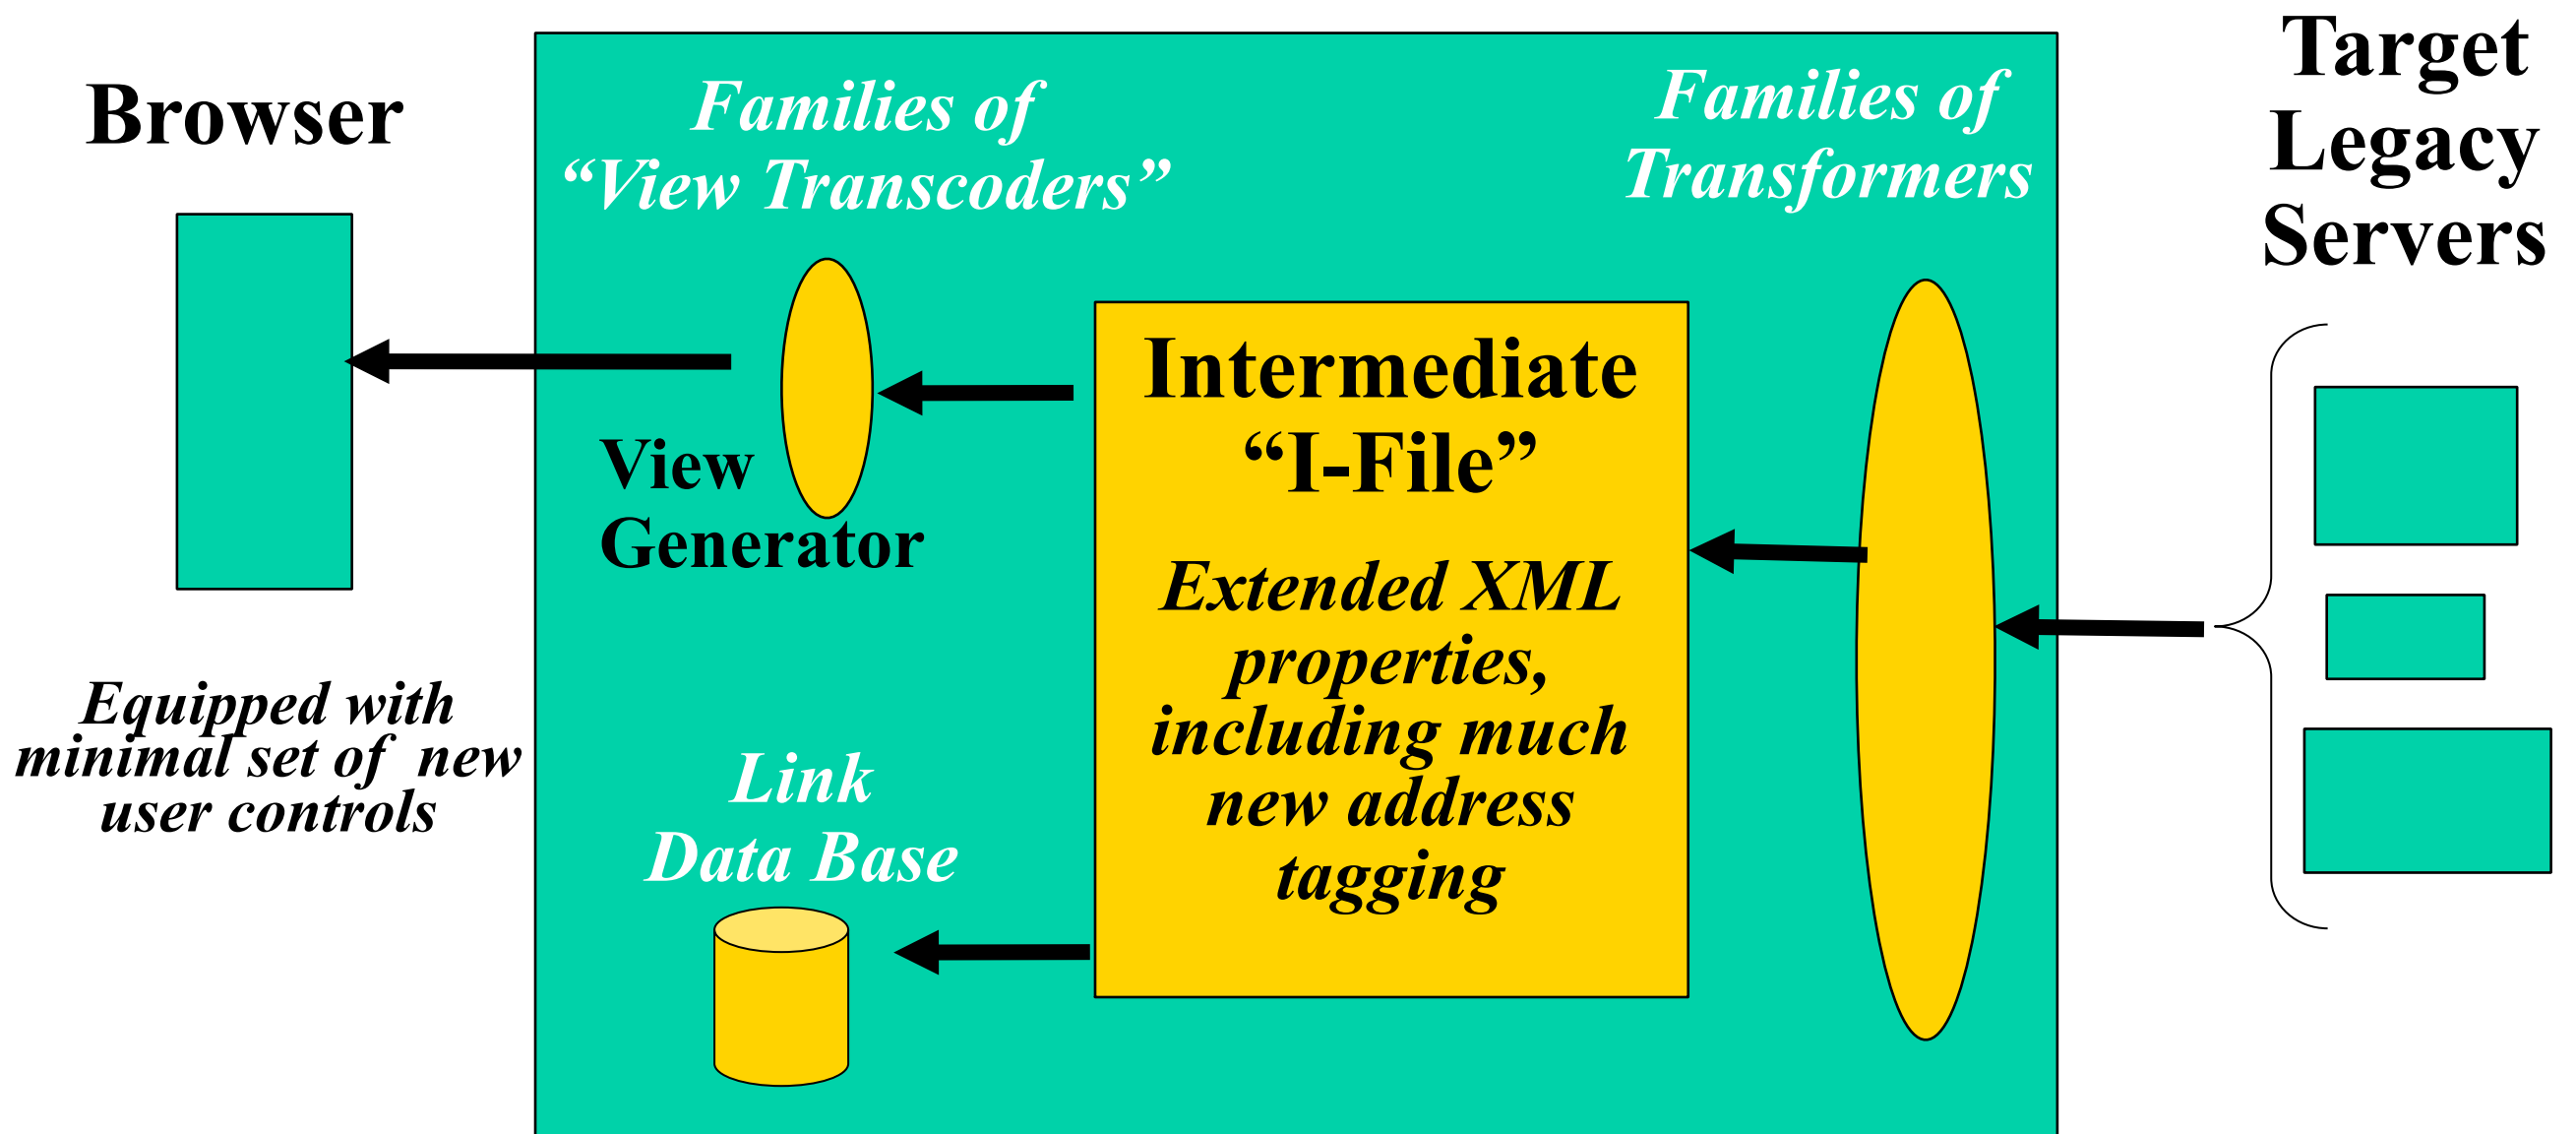 Browser
Equipped with
minimal set of new
user controls
Families of
“View Transcoders”
View
Generator
Link
Data Base
Intermediate
“I-File”
Extended XML
properties,
including much
new address
tagging
Families of
Transformers
Target
Legacy
Servers